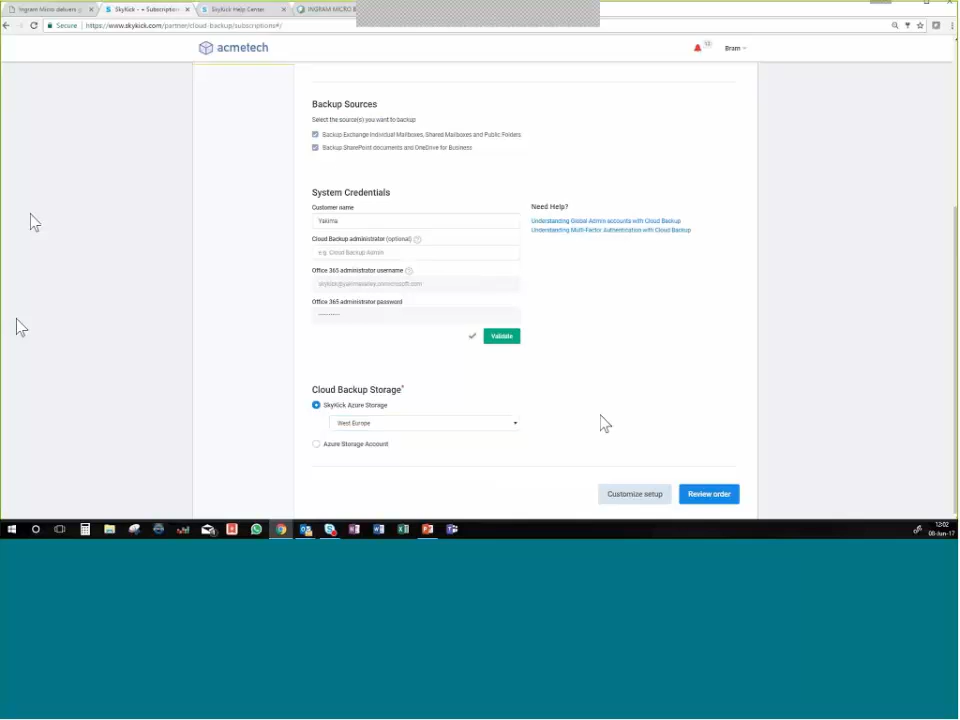 Ingram Micro delivers
SkyKick - + Subscription
SkyKick Help Center
INGRAM MICRO
Secure
https://www.skykick.com/partner/cloud-backup/subscriptions#/
acmetech
Bram
Backup Sources
Select the source(s) you want to backup
Backup Exchange Individual Mailboxes, Shared Mailboxes and Public Folders
Backup SharePoint documents and OneDrive for Business
System Credentials
Customer name
Yakima
Cloud Backup administrator (optional)
e.g. Cloud Backup Admin
Office 365 administrator username
Office 365 administrator password
Validate
Need Help?
Understanding Global Admin accounts with Cloud Backup
Understanding Multi-Factor Authentication with Cloud Backup
Cloud Backup Storage*
SkyKick Azure Storage
West Europe
Azure Storage Account
Customize setup
Review order
12:02
08-Jun-17